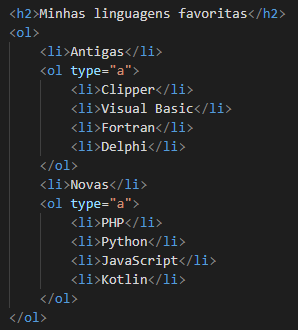 <h2>Minhas linguagens favoritas</h2>
<ol>
    <li>Antigas</li>
    <ol type="a">
        <li>Clipper</li>
        <li>Visual Basic</li>
        <li>Fortran</li>
        <li>Delphi</li>
    </ol>
    <li>Novas</li>
    <ol type="a">
        <li>PHP</li>
        <li>Python</li>
        <li>JavaScript</li>
        <li>Kotlin</li>
    </ol>
</ol>